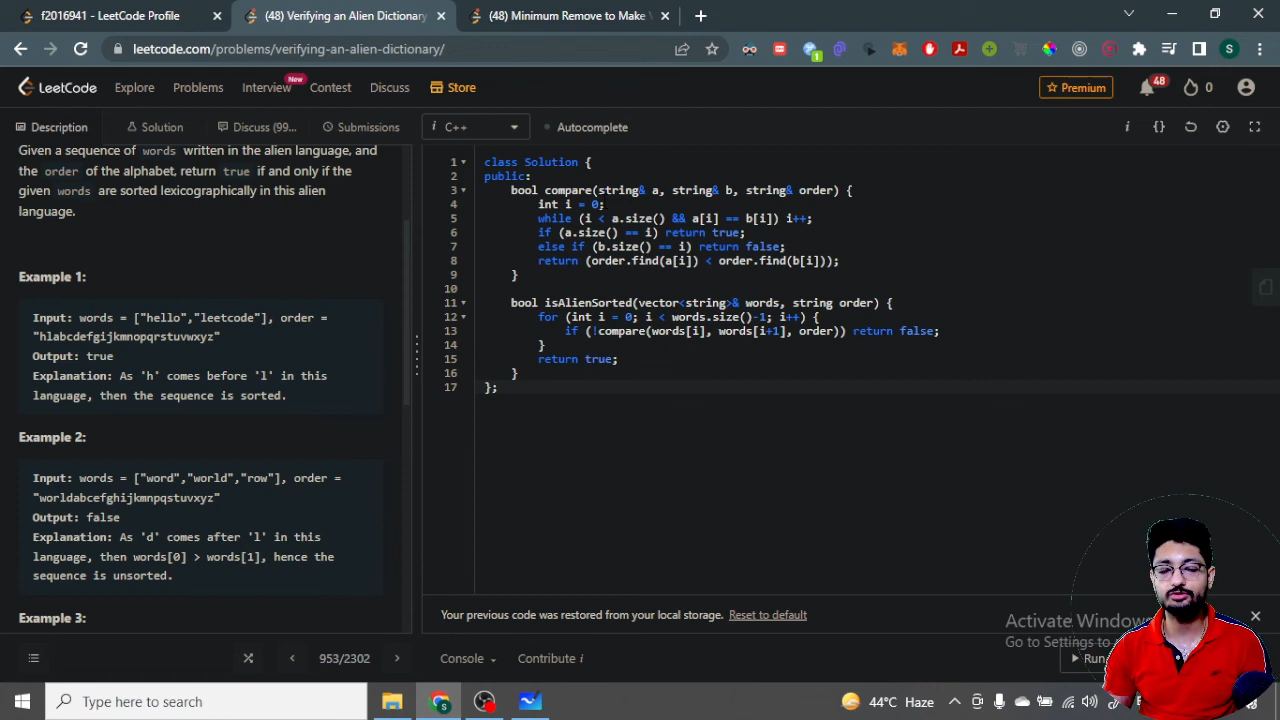 f2016941 - LeetCode Profile
(48) Verifying an Alien Dictionary
(48) Minimum Remove to Make V
leetcode.com/problems/verifying-an-alien-dictionary/
1
S
LeetCode
Explore
Problems
Interview
New
Contest
Discuss
Store
Premium
48
0
Description
Solution
Discuss (99...
Submissions
i C++
Autocomplete
Given a sequence of words written in the alien language, and
the order of the alphabet, return true if and only if the
given words are sorted lexicographically in this alien
language.
Example 1:
Input: words = ["hello","leetcode"], order =
"hlabcdefgijkmnopqrstuvwxyz"
Output: true
Explanation: As 'h' comes before 'l' in this
language, then the sequence is sorted.
Example 2:
Input: words = ["word","world","row"], order =
"worldabcefghijkmnpqstuvxyz"
Output: false
Explanation: As 'd' comes after 'l' in this
language, then words[0] > words[1], hence the
sequence is unsorted.
Example 3:
1 class Solution {
2 public:
3 bool compare(string& a, string& b, string& order) {
4 int i = 0;
5 while (i < a.size() && a[i] == b[i]) i++;
6 if (a.size() == i) return true;
7 else if (b.size() == i) return false;
8 return (order.find(a[i]) < order.find(b[i]));
9 }
10
11 bool isAlienSorted(vector<string>& words, string order) {
12 for (int i = 0; i < words.size()-1; i++) {
13 if (!compare(words[i], words[i+1], order)) return false;
14 }
15 return true;
16 }
17 };
Your previous code was restored from your local storage. Reset to default
Activate Windows
Go to Settings to
953/2302
Console
Contribute i
Run
Type here to search
44°C Haze